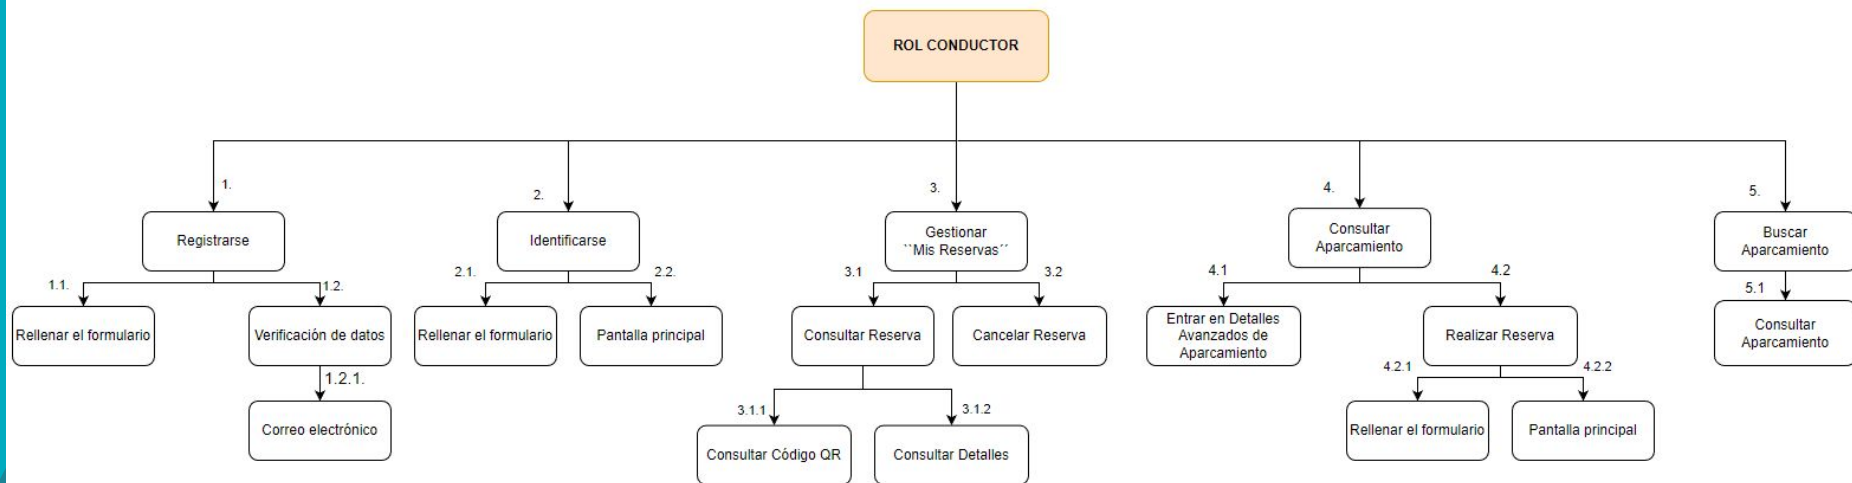 ROL CONDUCTOR
1.
2.
3.
4.
5.
Registrarse
Identificarse
Gestionar
``Mis Reservas´´
Consultar
Aparcamiento
Buscar
Aparcamiento
1.1.
1.2.
2.1.
2.2.
3.1
3.2
4.1
4.2
5.1
Rellenar el formulario
Verificación de datos
Rellenar el formulario
Pantalla principal
Consultar Reserva
Cancelar Reserva
Entrar en Detalles
Avanzados de
Aparcamiento
Realizar Reserva
Consultar
Aparcamiento
1.2.1.
3.1.1
3.1.2
4.2.1
4.2.2
Correo electrónico
Consultar Código QR
Consultar Detalles
Rellenar el formulario
Pantalla principal